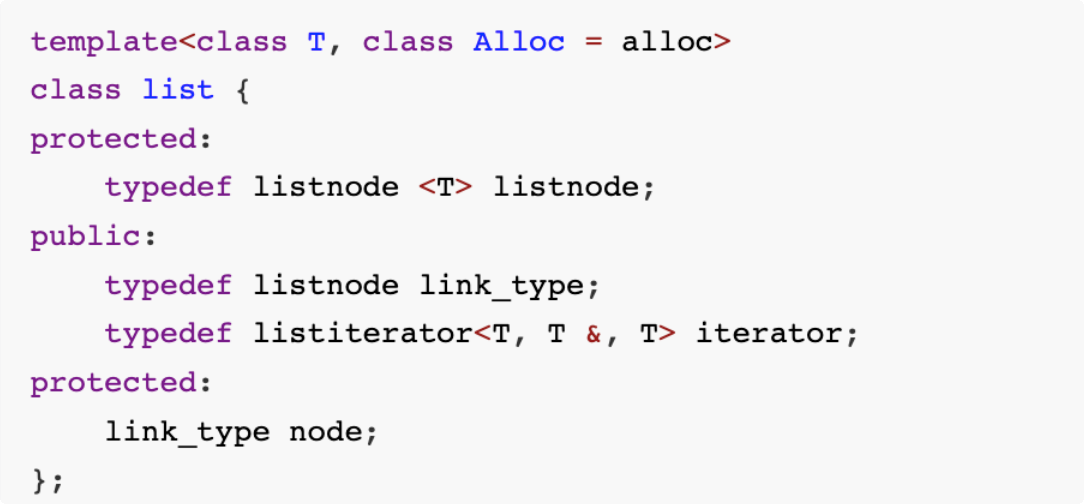 template<class T, class Alloc = alloc>
class list {
protected:
    typedef listnode <T> listnode;
public:
    typedef listnode link_type;
    typedef listiterator<T, T &, T> iterator;
protected:
    link_type node;
};